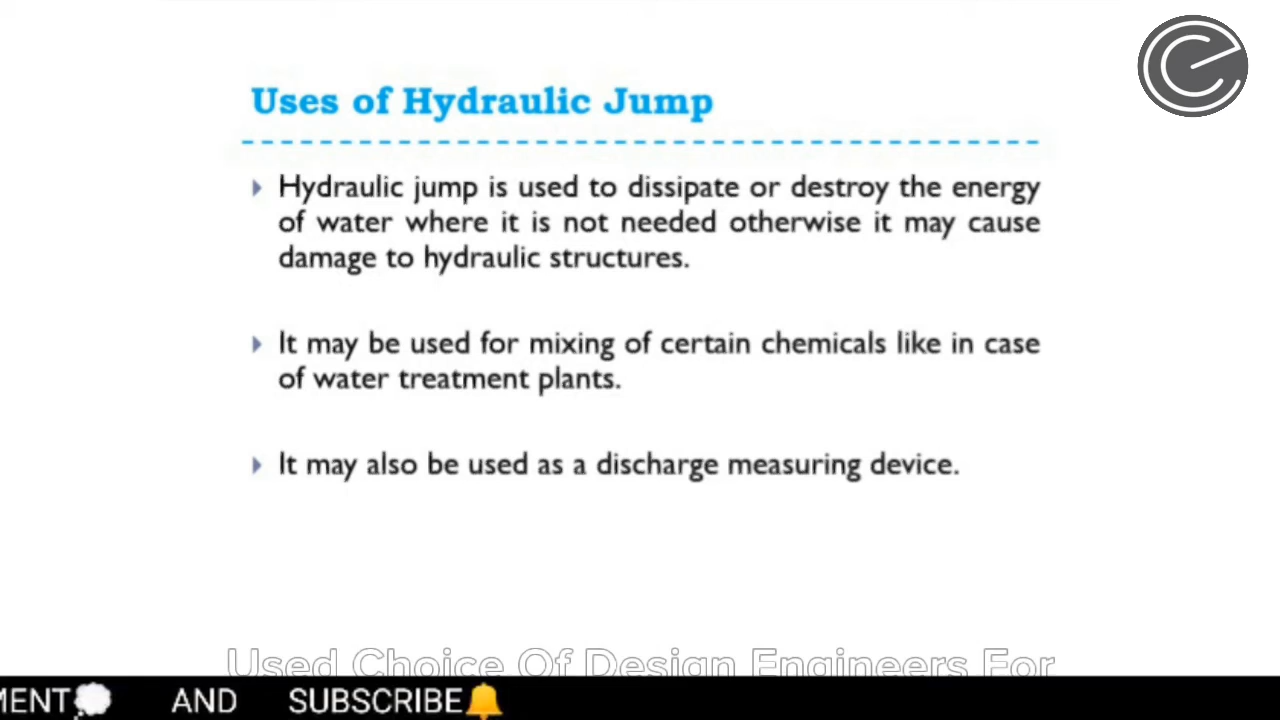 Uses of Hydraulic Jump
Hydraulic jump is used to dissipate or destroy the energy
of water where it is not needed otherwise it may cause
damage to hydraulic structures.
It may be used for mixing of certain chemicals like in case
of water treatment plants.
It may also be used as a discharge measuring device.
Used Choice Of Design Engineers For
MENT AND SUBSCRIBE